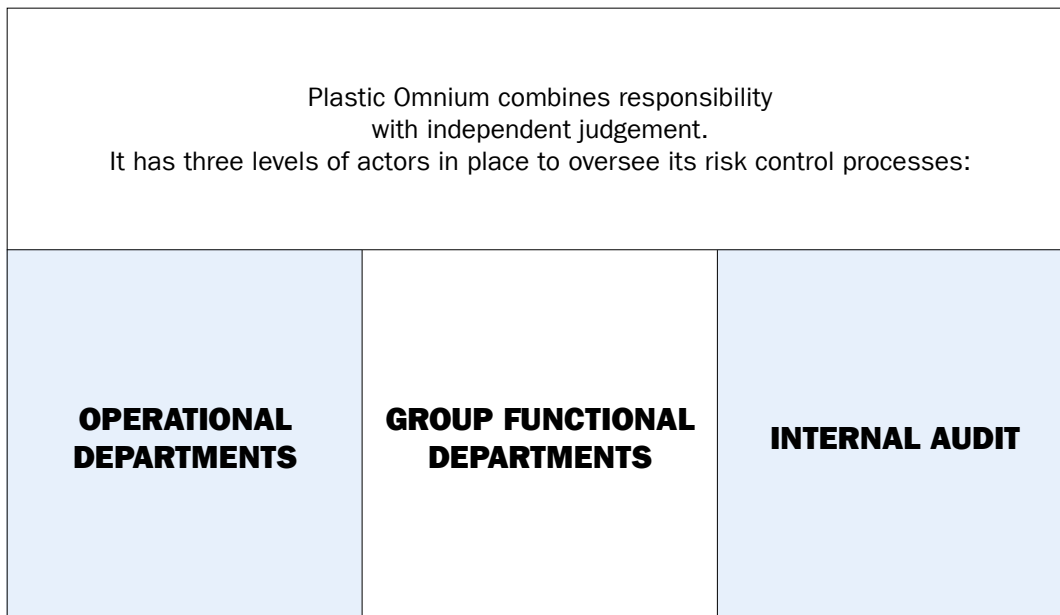 Plastic Omnium combines responsibility
with independent judgement.
It has three levels of actors in place to oversee its risk control processes:
OPERATIONAL
DEPARTMENTS
GROUP FUNCTIONAL
DEPARTMENTS
INTERNAL AUDIT